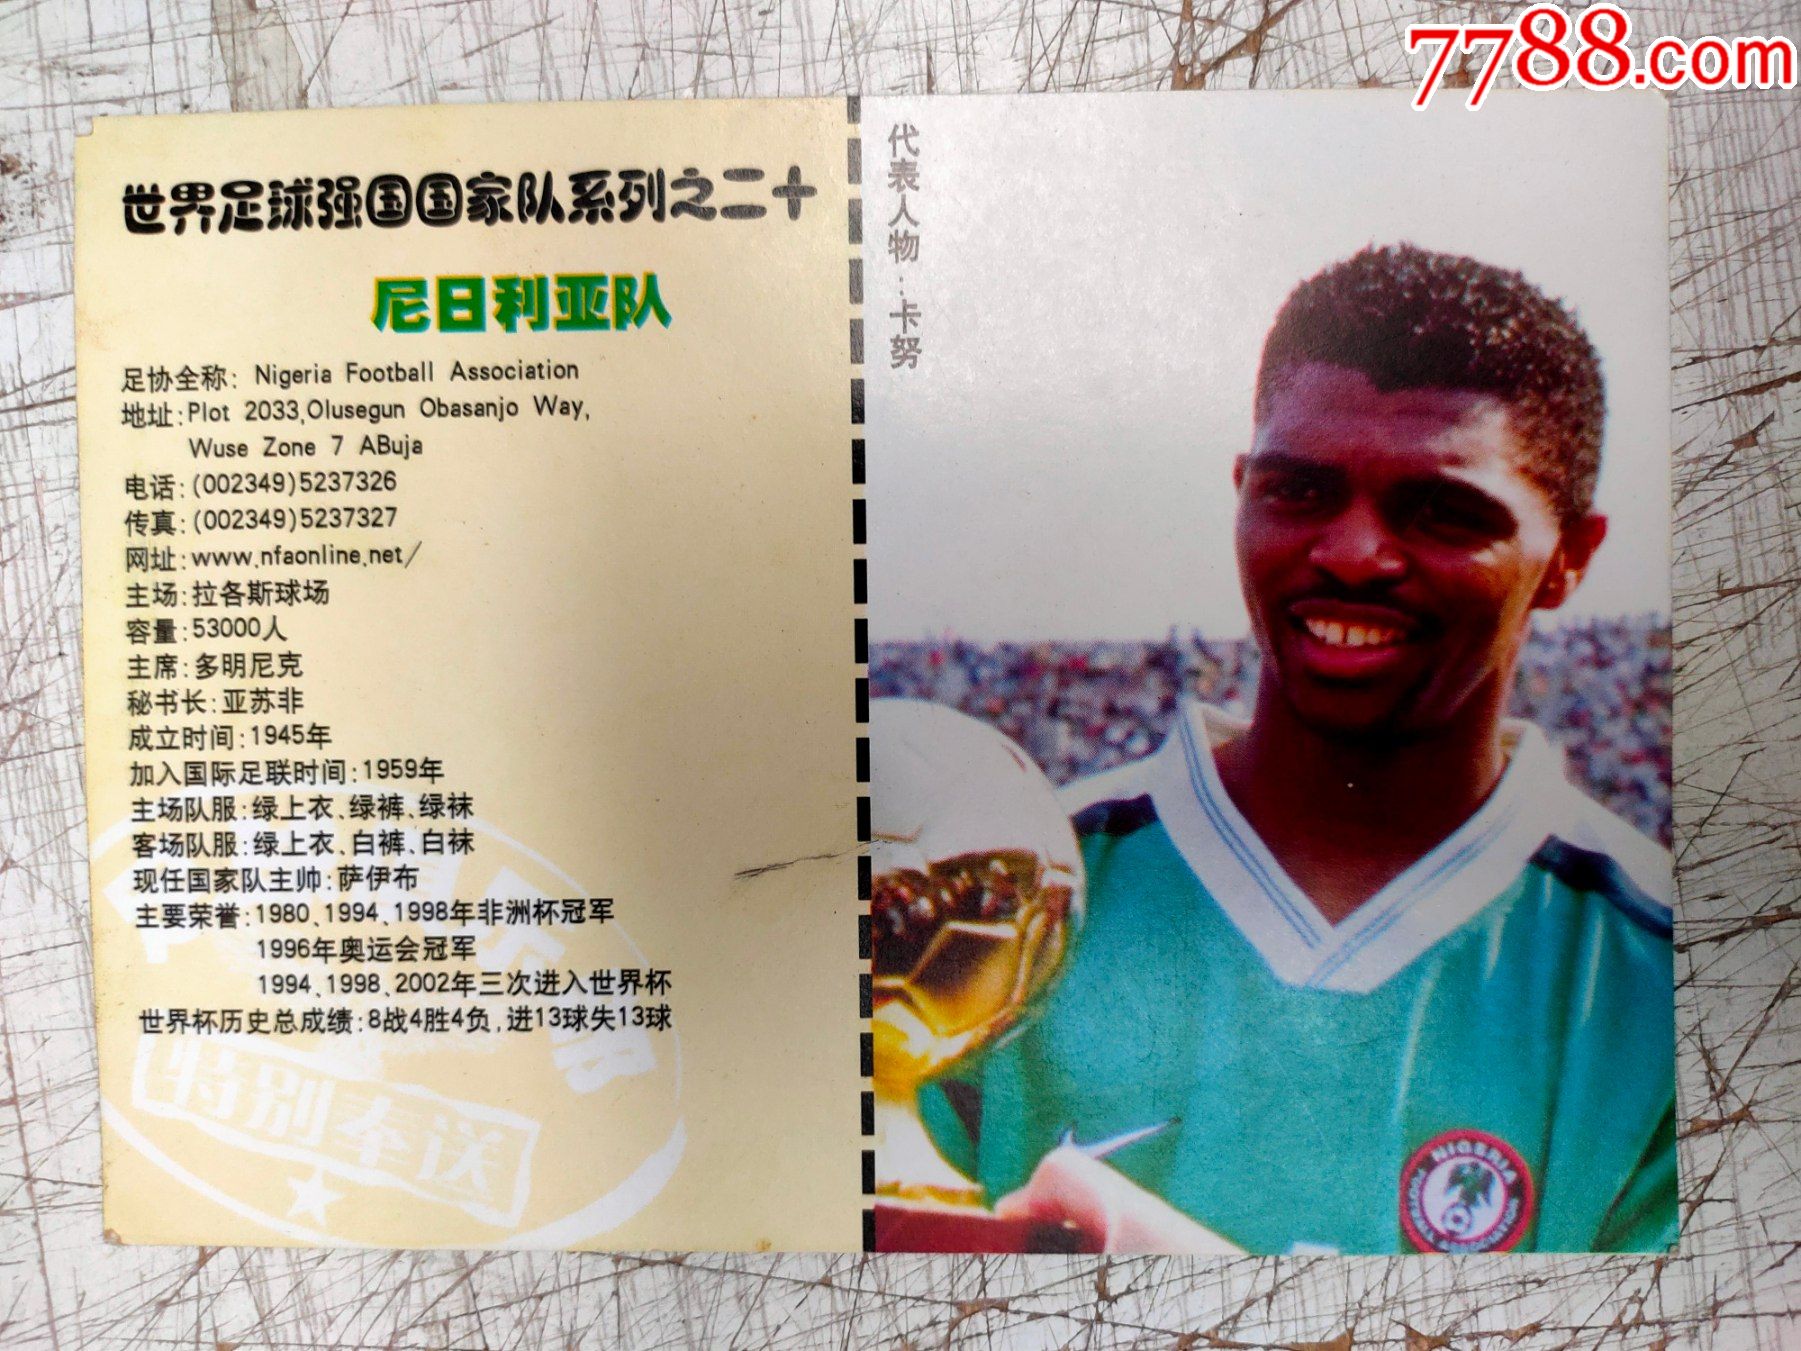 7788.com
世界足球强国国家队系列之二十
尼日利亚队
足协全称: Nigeria Football Association
地址:Plot 2033,Olusegun Obasanjo Way,
Wuse Zone 7 ABuja
电话:(002349)5237326
传真:(002349)5237327
网址:www.nfaonline.net/
主场:拉各斯球场
容量:53000人
主席:多明尼克
秘书长:亚苏非
成立时间:1945年
加入国际足联时间:1959年
主场队服:绿上衣、绿裤、绿袜
客场队服:绿上衣、白裤、白袜
现任国家队主帅:萨伊布
主要荣誉:1980、1994、1998年非洲杯冠军
1996年奥运会冠军
1994、1998、2002年三次进入世界杯
世界杯历史总成绩:8战4胜4负,进13球失13球
特别奉送
代表人物:卡努
NIGERIA
FOOTBALL ASSOCIATION